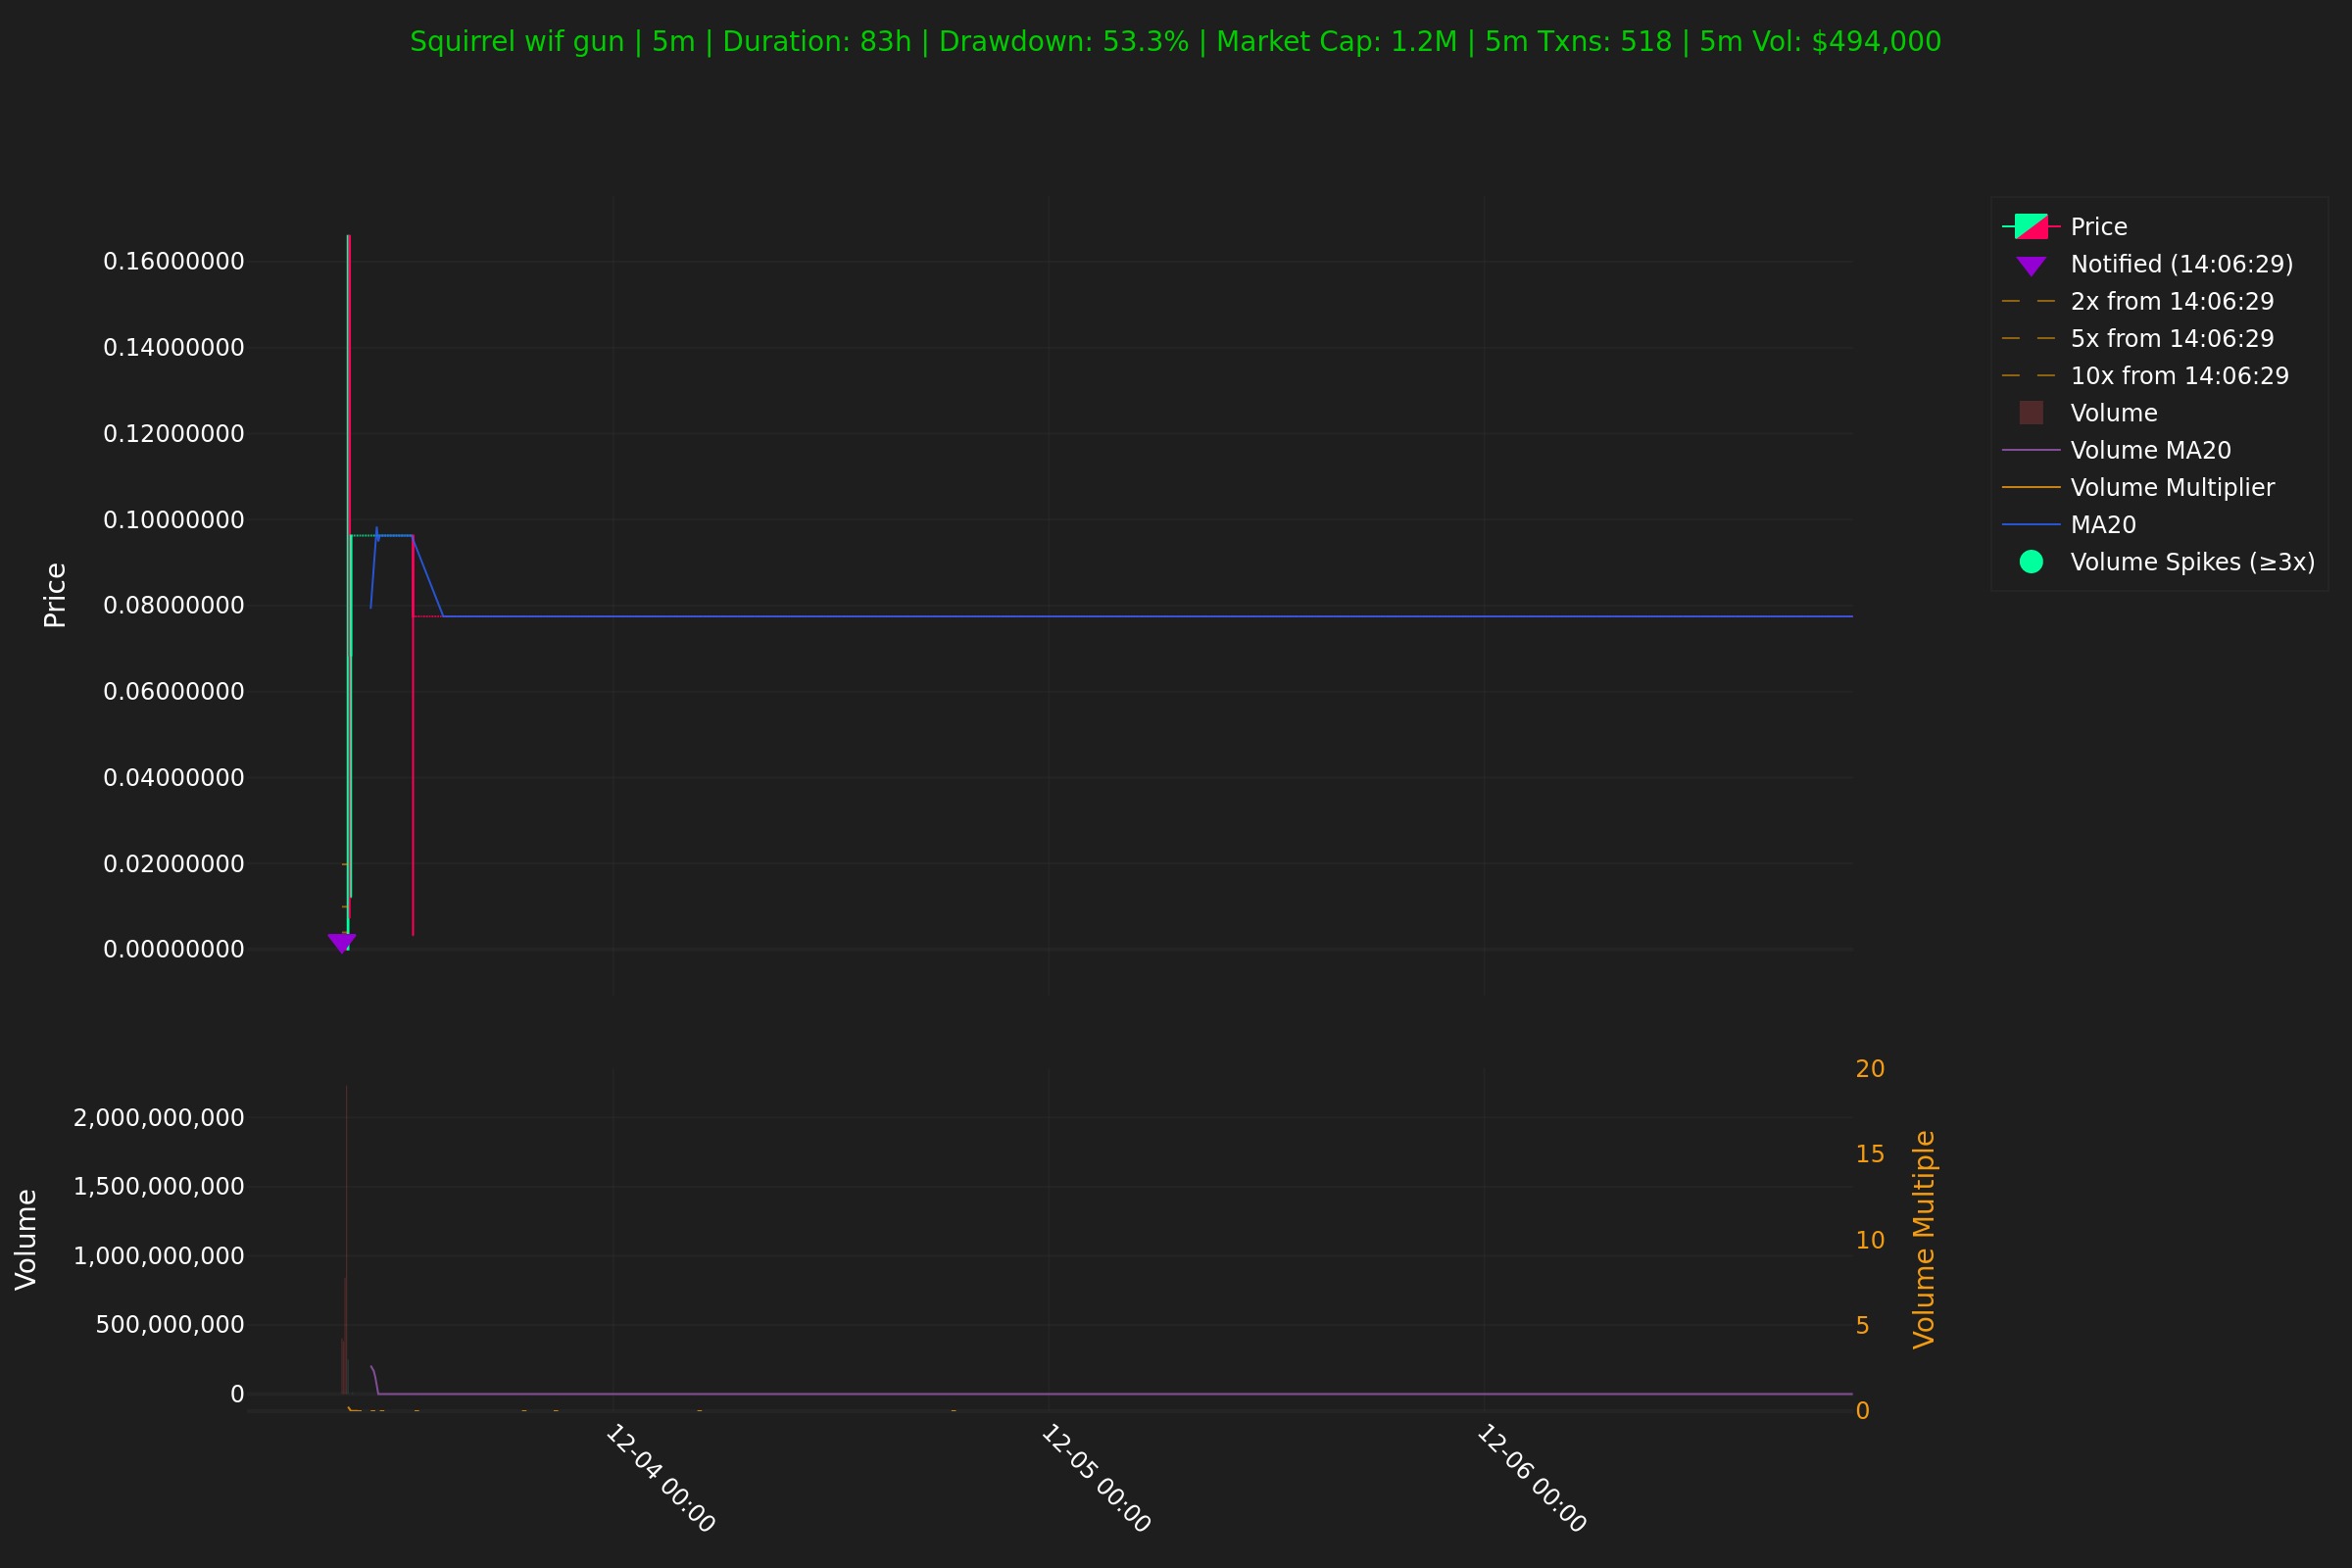 Squirrel wif gun | 5m | Duration: 83h | Drawdown: 53.3% | Market Cap: 1.2M | 5m Txns: 518 | 5m Vol: $494,000
Price
0.16000000
0.14000000
0.12000000
0.10000000
0.08000000
0.06000000
0.04000000
0.02000000
0.00000000
Price
Notified (14:06:29)
2x from 14:06:29
5x from 14:06:29
10x from 14:06:29
Volume
Volume MA20
Volume Multiplier
MA20
Volume Spikes (≥3x)
Volume
2,000,000,000
1,500,000,000
1,000,000,000
500,000,000
0
20
15
10
5
0
Volume Multiple
12-04 00:00
12-05 00:00
12-06 00:00